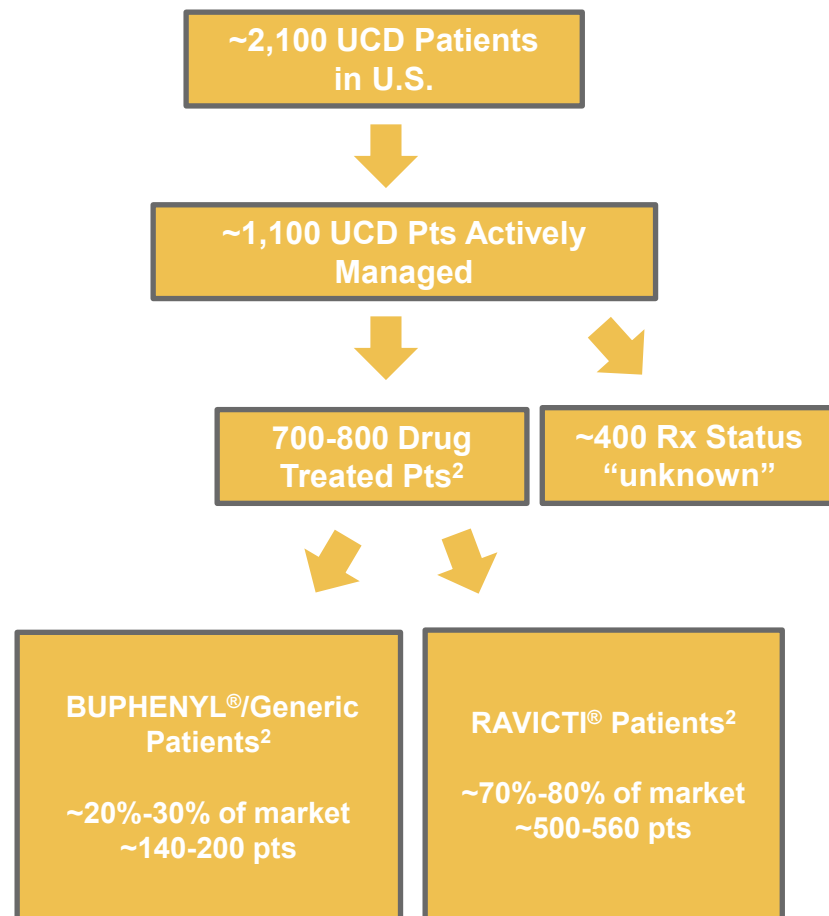 ~2,100 UCD Patients
in U.S.
~1,100 UCD Pts Actively
Managed
700-800 Drug
Treated Pts²
~400 Rx Status
“unknown”
BUPHENYL®/Generic
Patients²
~20%-30% of market
~140-200 pts
RAVICTI® Patients²
~70%-80% of market
~500-560 pts